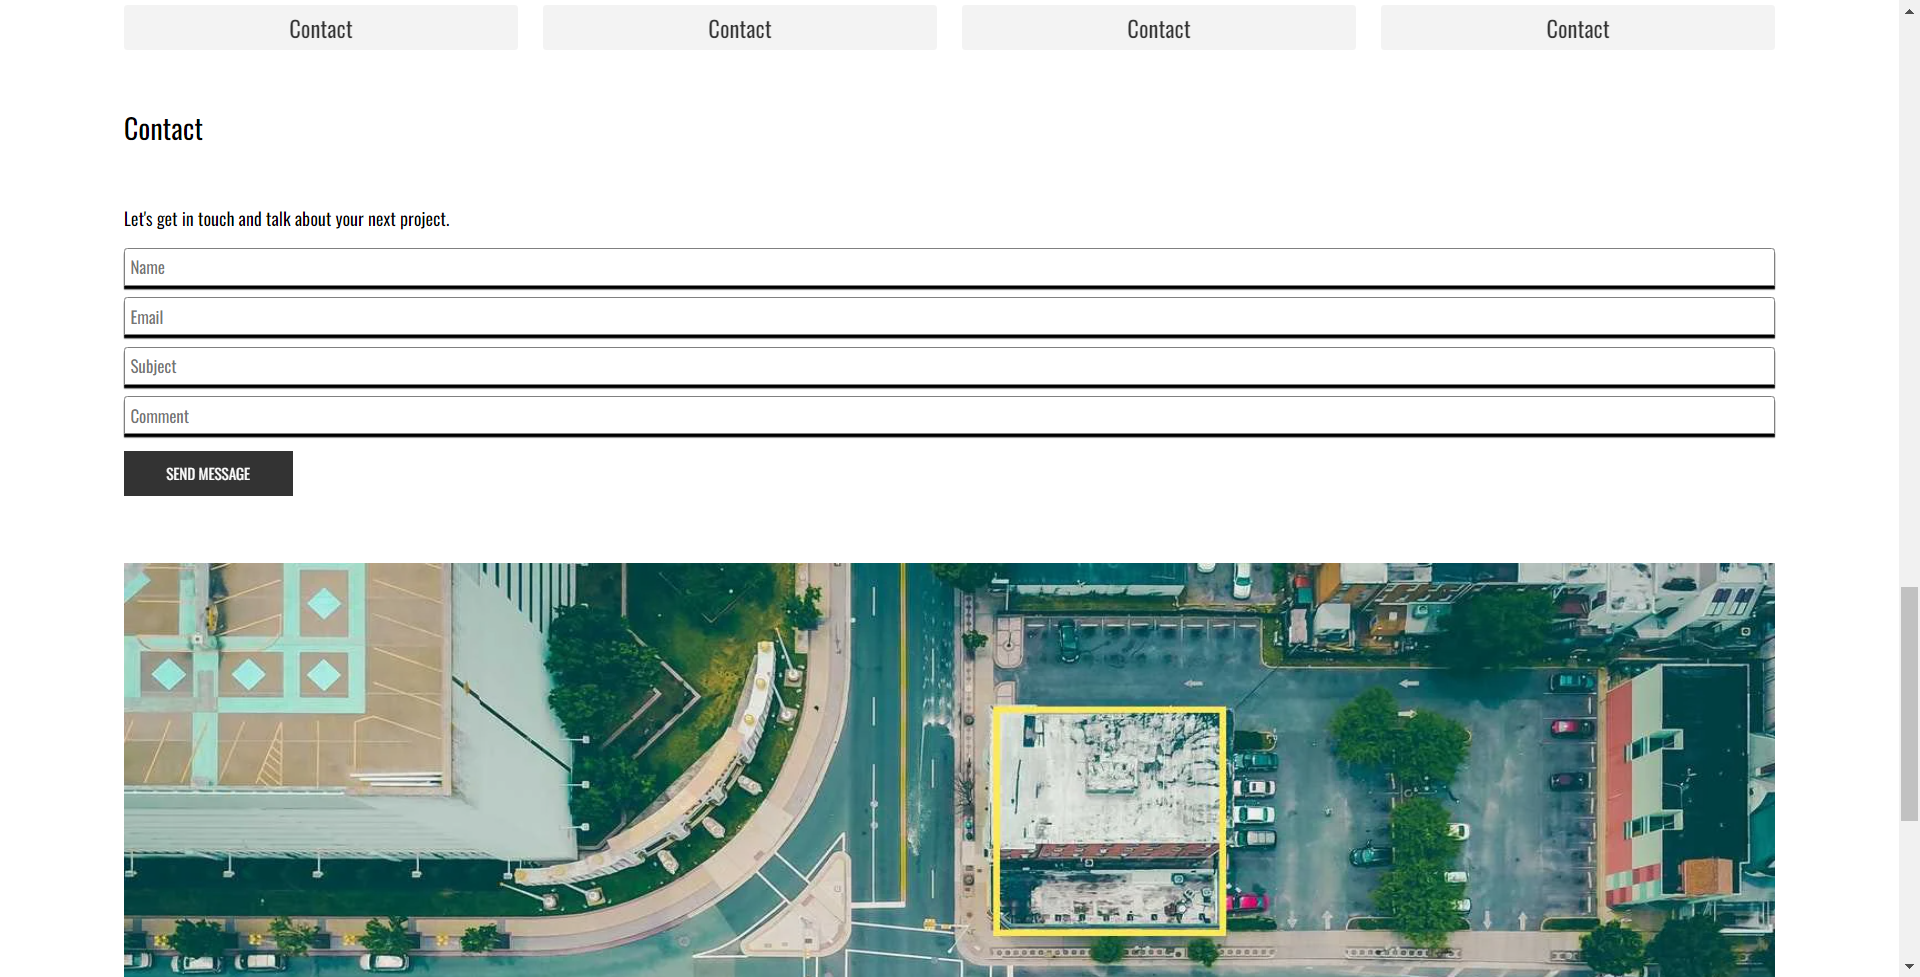 Contact Contact Contact Contact
Contact
Let's get in touch and talk about your next project.
Name
Email
Subject
Comment
SEND MESSAGE